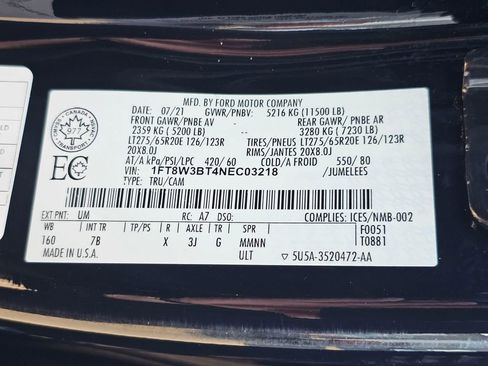 MFD. BY FORD MOTOR COMPANY
DATE: 07/21 GVWR/PNBV: 5216 KG (11500 LB)
FRONT GAWR/PNBE AV - REAR GAWR/ PNBE AR
2359 KG ( 5200 LB) 3280 KG ( 7230 LB)
LT275/65R20E 126/123R TIRES/PNEUS LT275/65R20E 126/123R
20X8.0J RIMS/JANTES 20X8.0J
AT/A kPa/PSI/LPC 420/ 60 COLD/A FROID 550/ 80
VIN: 1FT8W3BT4NEC03218 /JUMELEES
TYPE: TRU/CAM
EXT PNT: UM RC: A7 DSO: COMPLIES: ICES/NMB-002
WB INT TR TP/PS R AXLE TR SPR F0051
160 7B X 3J G MMNN T0881
ULT ▽ 5U5A-3520472-AA
CANADA
977
TRANSPORT
EC